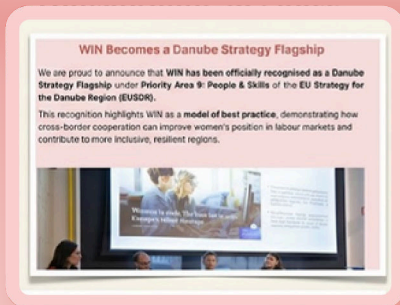 WIN Becomes a Danube Strategy Flagship
We are proud to announce that WIN has been officially recognised as a Danube
Strategy Flagship under Priority Area 9: People & Skills of the EU Strategy for
the Danube Region (EUSDR).
This recognition highlights WIN as a model of best practice, demonstrating how
cross-border cooperation can improve women's position in labour markets and
contribute to more inclusive, resilient regions.